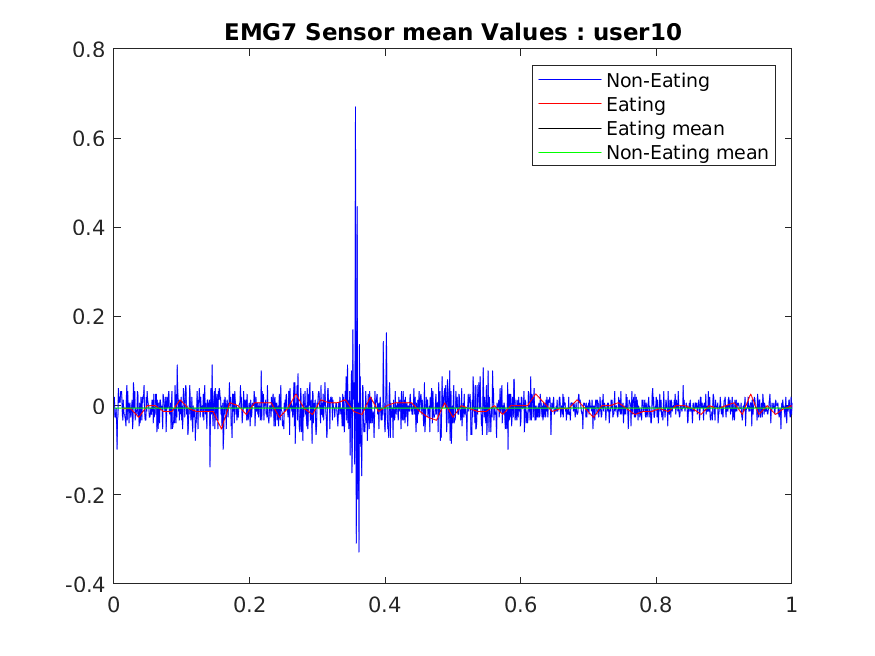 EMG7 Sensor mean Values : user10
0.8
Non-Eating
Eating
Eating mean
Non-Eating mean
0.6
0.4
0.2
0
-0.2
-0.4
0 0.2 0.4 0.6 0.8 1